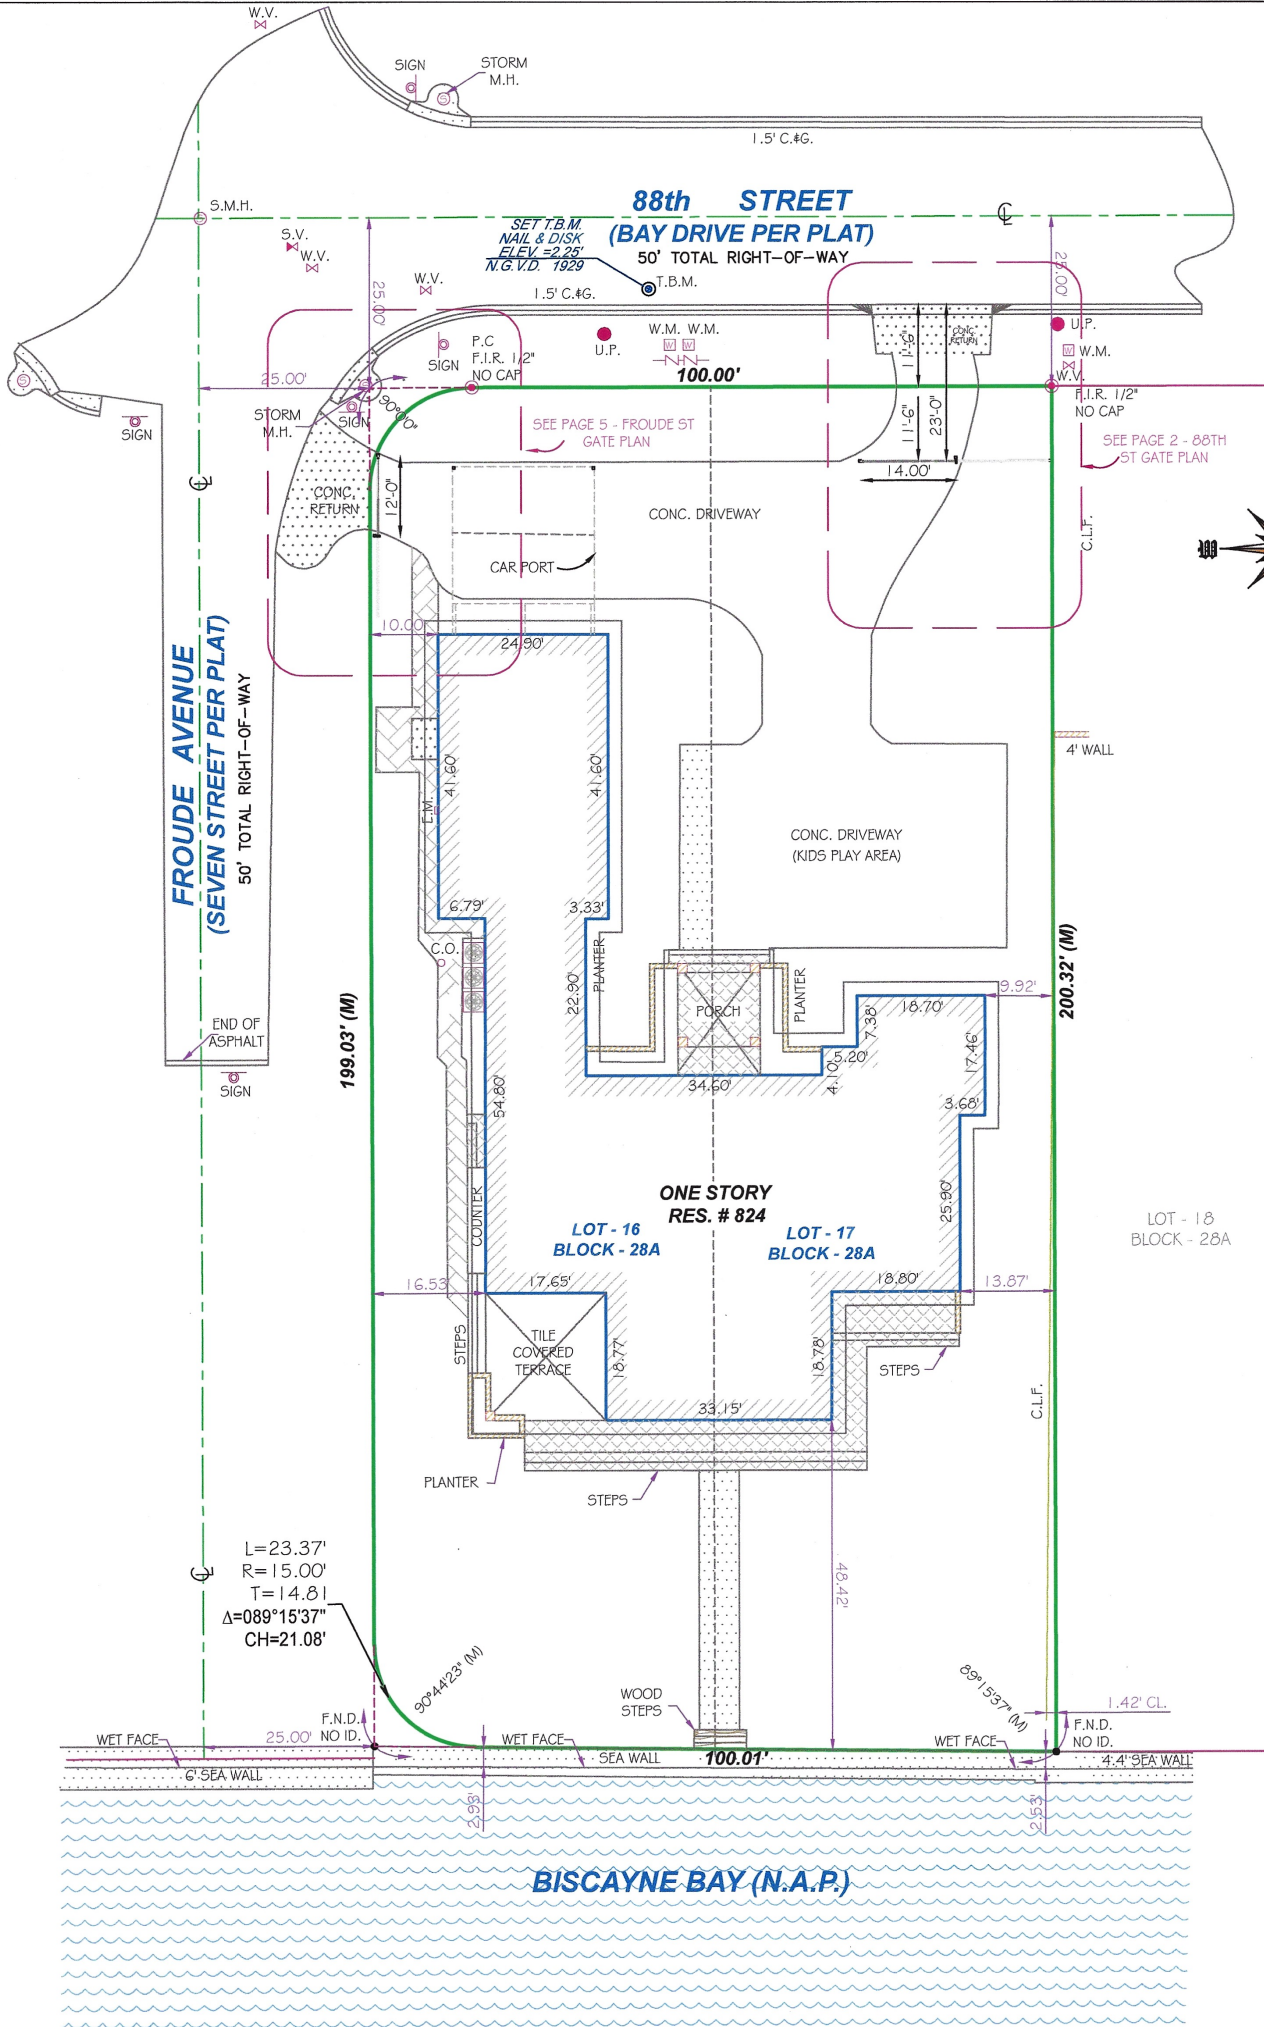 W.V.
SIGN
STORM
M.H.
1.5' C.&G.
88th STREET
(BAY DRIVE PER PLAT)
50' TOTAL RIGHT-OF-WAY
S.M.H.
SET T.B.M.
NAIL & DISK
ELEV. =2.25'
N.G.V.D. 1929
T.B.M.
S.V.
W.V.
W.V.
1.5' C.&G.
25.00'
25.00'
SIGN
P.C
F.I.R. 1/2"
NO CAP
U.P.
W.M. W.M.
W W
CONC.
RETURN
11'-6"
U.P.
W
W.M.
W.V.
F.I.R. 1/2"
NO CAP
100.00'
25.00'
90°0'0"
STORM
M.H.
SIGN
SIGN
SEE PAGE 5 - FROUDE ST
GATE PLAN
11'-6"
23'-0"
14.00'
SEE PAGE 2 - 88TH
ST GATE PLAN
CONC.
RETURN
12'-0"
CONC. DRIVEWAY
C.L.F.
CAR PORT
10.00'
24.90'
FROUDE AVENUE
(SEVEN STREET PER PLAT)
50' TOTAL RIGHT-OF-WAY
41.60'
41.60'
E.M.
4' WALL
CONC. DRIVEWAY
(KIDS PLAY AREA)
6.79'
3.33'
C.O.
PLANTER
22.90'
PORCH
PLANTER
9.92'
18.70'
7.38'
5.20'
4.10'
17.46'
34.60'
3.68'
200.32' (M)
199.03' (M)
END OF
ASPHALT
SIGN
54.80'
COUNTER
ONE STORY
RES. # 824
LOT - 16
BLOCK - 28A
LOT - 17
BLOCK - 28A
25.90'
LOT - 18
BLOCK - 28A
16.53'
17.65'
18.80'
13.87'
STEPS
TILE
COVERED
TERRACE
18.77'
18.78'
STEPS
33.15'
C.L.F.
PLANTER
STEPS
L=23.37'
R=15.00'
T=14.81
Δ=089°15'37"
CH=21.08'
48.42'
90°44'23" (M)
89°15'37" (M)
WOOD
STEPS
1.42' CL.
F.N.D.
NO ID.
F.N.D.
NO ID.
25.00'
WET FACE
WET FACE
SEA WALL
100.01'
WET FACE
4.4' SEA WALL
6' SEA WALL
2.93'
2.53'
BISCAYNE BAY (N.A.P.)